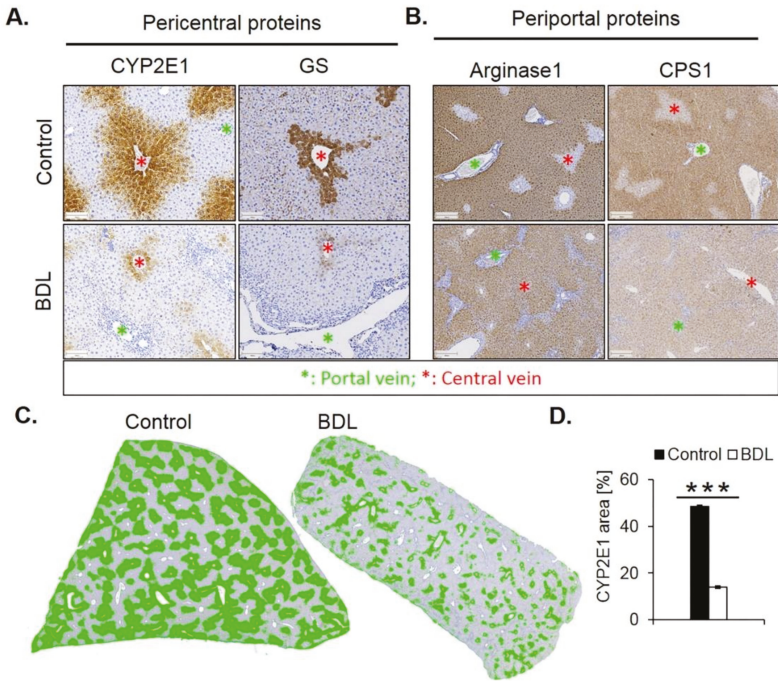 A.
Pericentral proteins
CYP2E1 GS
Control
BDL
B.
Periportal proteins
Arginase1 CPS1
*: Portal vein; *: Central vein
C.
Control BDL
D.
Control BDL
***
CYP2E1 area [%]
60
40
20
0